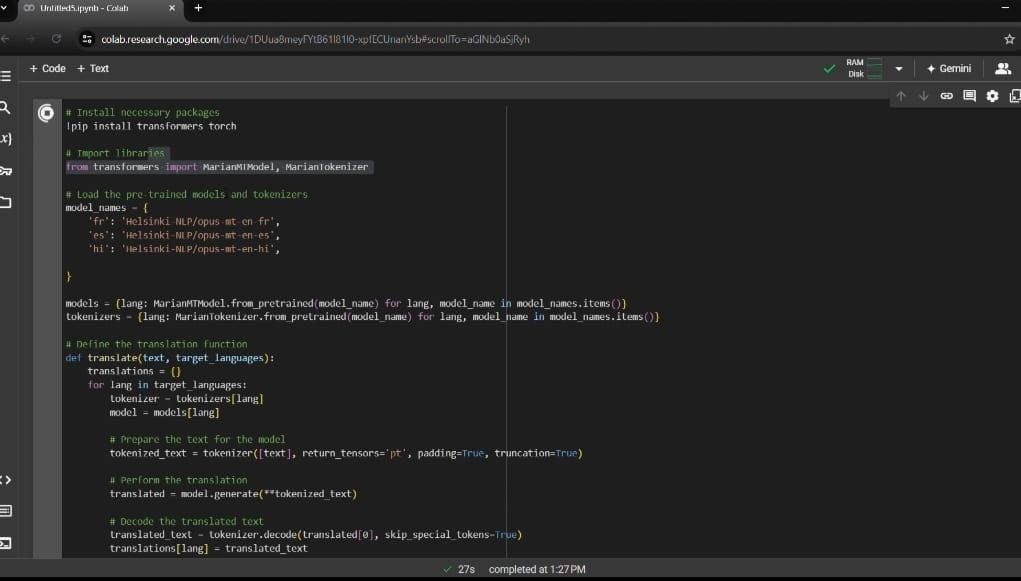 Untitled5.ipynb - Colab
colab.research.google.com/drive/1DUua8meyFYtB61l81I0-xpfECUnanYsb#scrollTo=aGlNb0aSjRyh
+ Code + Text
RAM
Disk
Gemini
# Install necessary packages
!pip install transformers torch
# Import libraries
from transformers import MarianMTModel, MarianTokenizer
# Load the pre-trained models and tokenizers
model_names = {
'fr': 'Helsinki-NLP/opus-mt-en-fr',
'es': 'Helsinki-NLP/opus-mt-en-es',
'hi': 'Helsinki-NLP/opus-mt-en-hi',
}
models = {lang: MarianMTModel.from_pretrained(model_name) for lang, model_name in model_names.items()}
tokenizers = {lang: MarianTokenizer.from_pretrained(model_name) for lang, model_name in model_names.items()}
# Define the translation function
def translate(text, target_languages):
translations = {}
for lang in target_languages:
tokenizer = tokenizers[lang]
model = models[lang]
# Prepare the text for the model
tokenized_text = tokenizer([text], return_tensors='pt', padding=True, truncation=True)
# Perform the translation
translated = model.generate(**tokenized_text)
# Decode the translated text
translated_text = tokenizer.decode(translated[0], skip_special_tokens=True)
translations[lang] = translated_text
27s completed at 1:27 PM